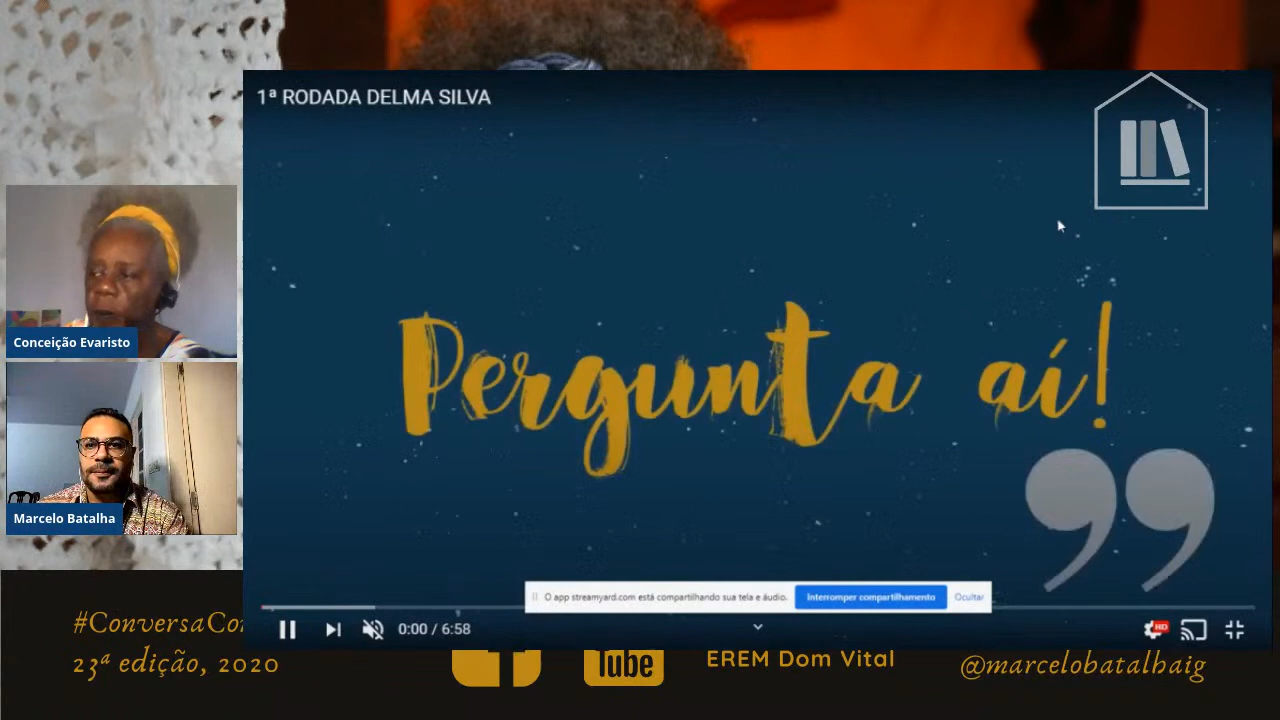 1ª RODADA DELMA SILVA
Pergunta aí!
Conceição Evaristo
Marcelo Batalha
O app streamyard.com está compartilhando sua tela e áudio.
Interromper compartilhamento
Ocultar
0:00 / 6:58
HD
#ConversaCo
23ª edição, 2020
Tube
EREM Dom Vital
@marcelobatalhaig